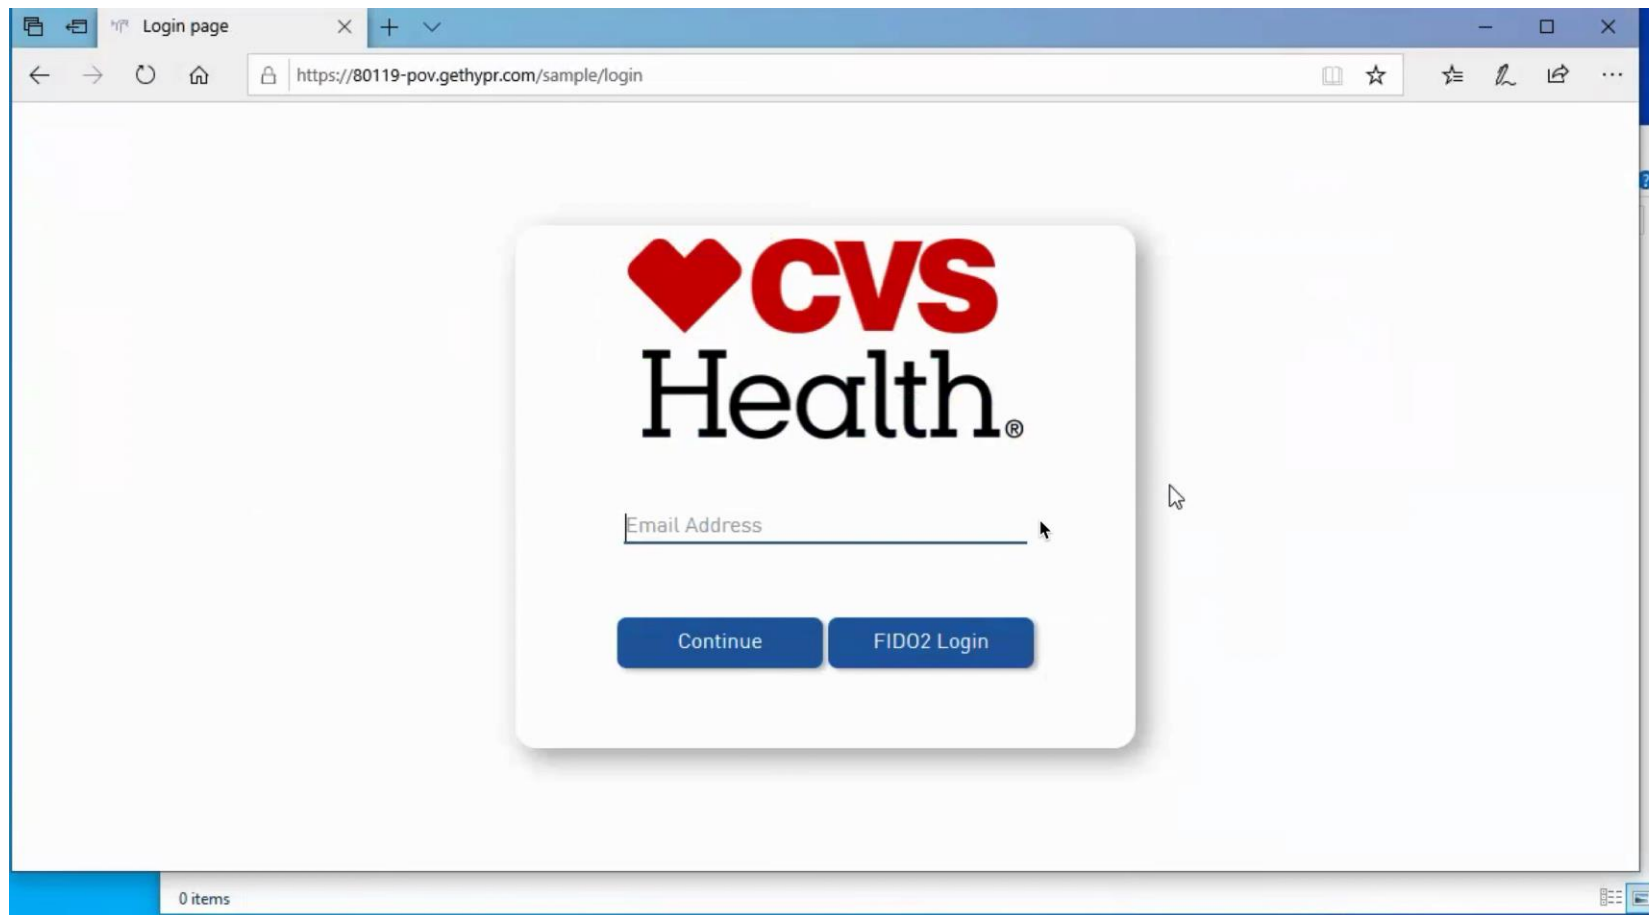 Login page
https://80119-pov.gethypr.com/sample/login
CVS
Health®
Email Address
Continue
FIDO2 Login
0 items